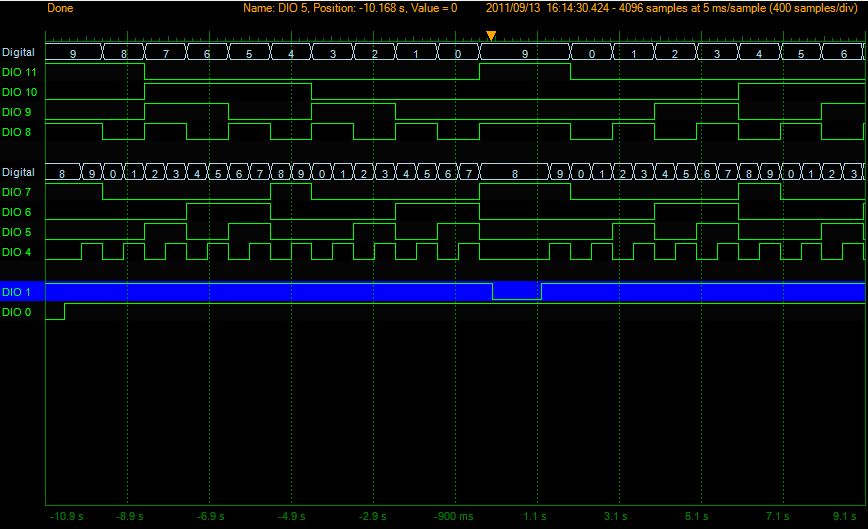 Done Name: DIO 5, Position: -10.168 s, Value = 0 2011/09/13 16:14:30.424 - 4096 samples at 5 ms/sample (400 samples/div)
Digital 9 8 7 6 5 4 3 2 1 0 9 0 1 2 3 4 5 6
DIO 11
DIO 10
DIO 9
DIO 8
Digital 8 9 0 1 2 3 4 5 6 7 8 9 0 1 2 3 4 5 6 7 8 9 0 1 2 3 4 5 6 7 8 9 0 1 2 3
DIO 7
DIO 6
DIO 5
DIO 4
DIO 1
DIO 0
-10.9 s -8.9 s -6.9 s -4.9 s -2.9 s -900 ms 1.1 s 3.1 s 5.1 s 7.1 s 9.1 s